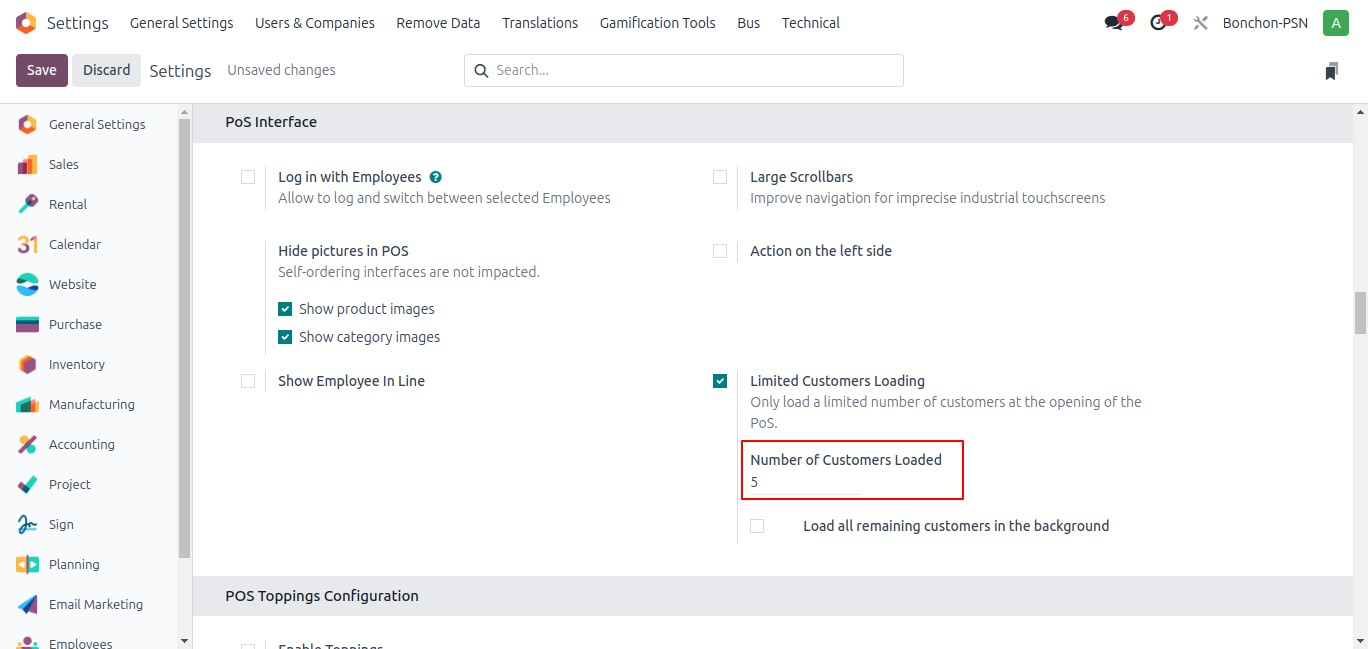 Settings General Settings Users & Companies Remove Data Translations Gamification Tools Bus Technical 6 1 Bonchon-PSN A
Save Discard Settings Unsaved changes Search...
General Settings
Sales
Rental
31 Calendar
Website
Purchase
Inventory
Manufacturing
Accounting
Project
Sign
Planning
Email Marketing
Employees
PoS Interface
Log in with Employees ?
Allow to log and switch between selected Employees
Large Scrollbars
Improve navigation for imprecise industrial touchscreens
Hide pictures in POS
Self-ordering interfaces are not impacted.
Show product images
Show category images
Action on the left side
Show Employee In Line
Limited Customers Loading
Only load a limited number of customers at the opening of the
PoS.
Number of Customers Loaded
5
Load all remaining customers in the background
POS Toppings Configuration
Enable Toppings